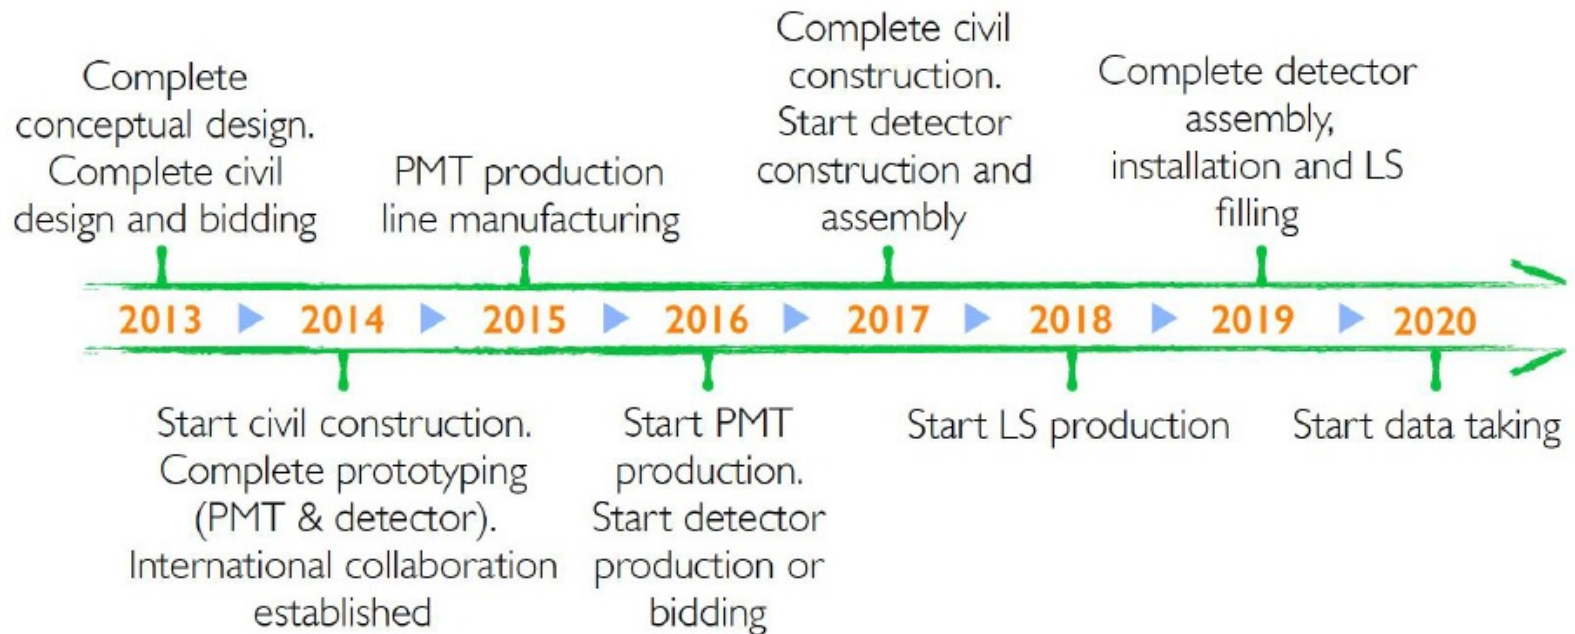 Complete
conceptual design.
Complete civil
design and bidding
PMT production
line manufacturing
Complete civil
construction.
Start detector
construction and
assembly
Complete detector
assembly,
installation and LS
filling
2013 2014 2015 2016 2017 2018 2019 2020
Start civil construction.
Complete prototyping
(PMT & detector).
International collaboration
established
Start PMT
production.
Start detector
production or
bidding
Start LS production
Start data taking